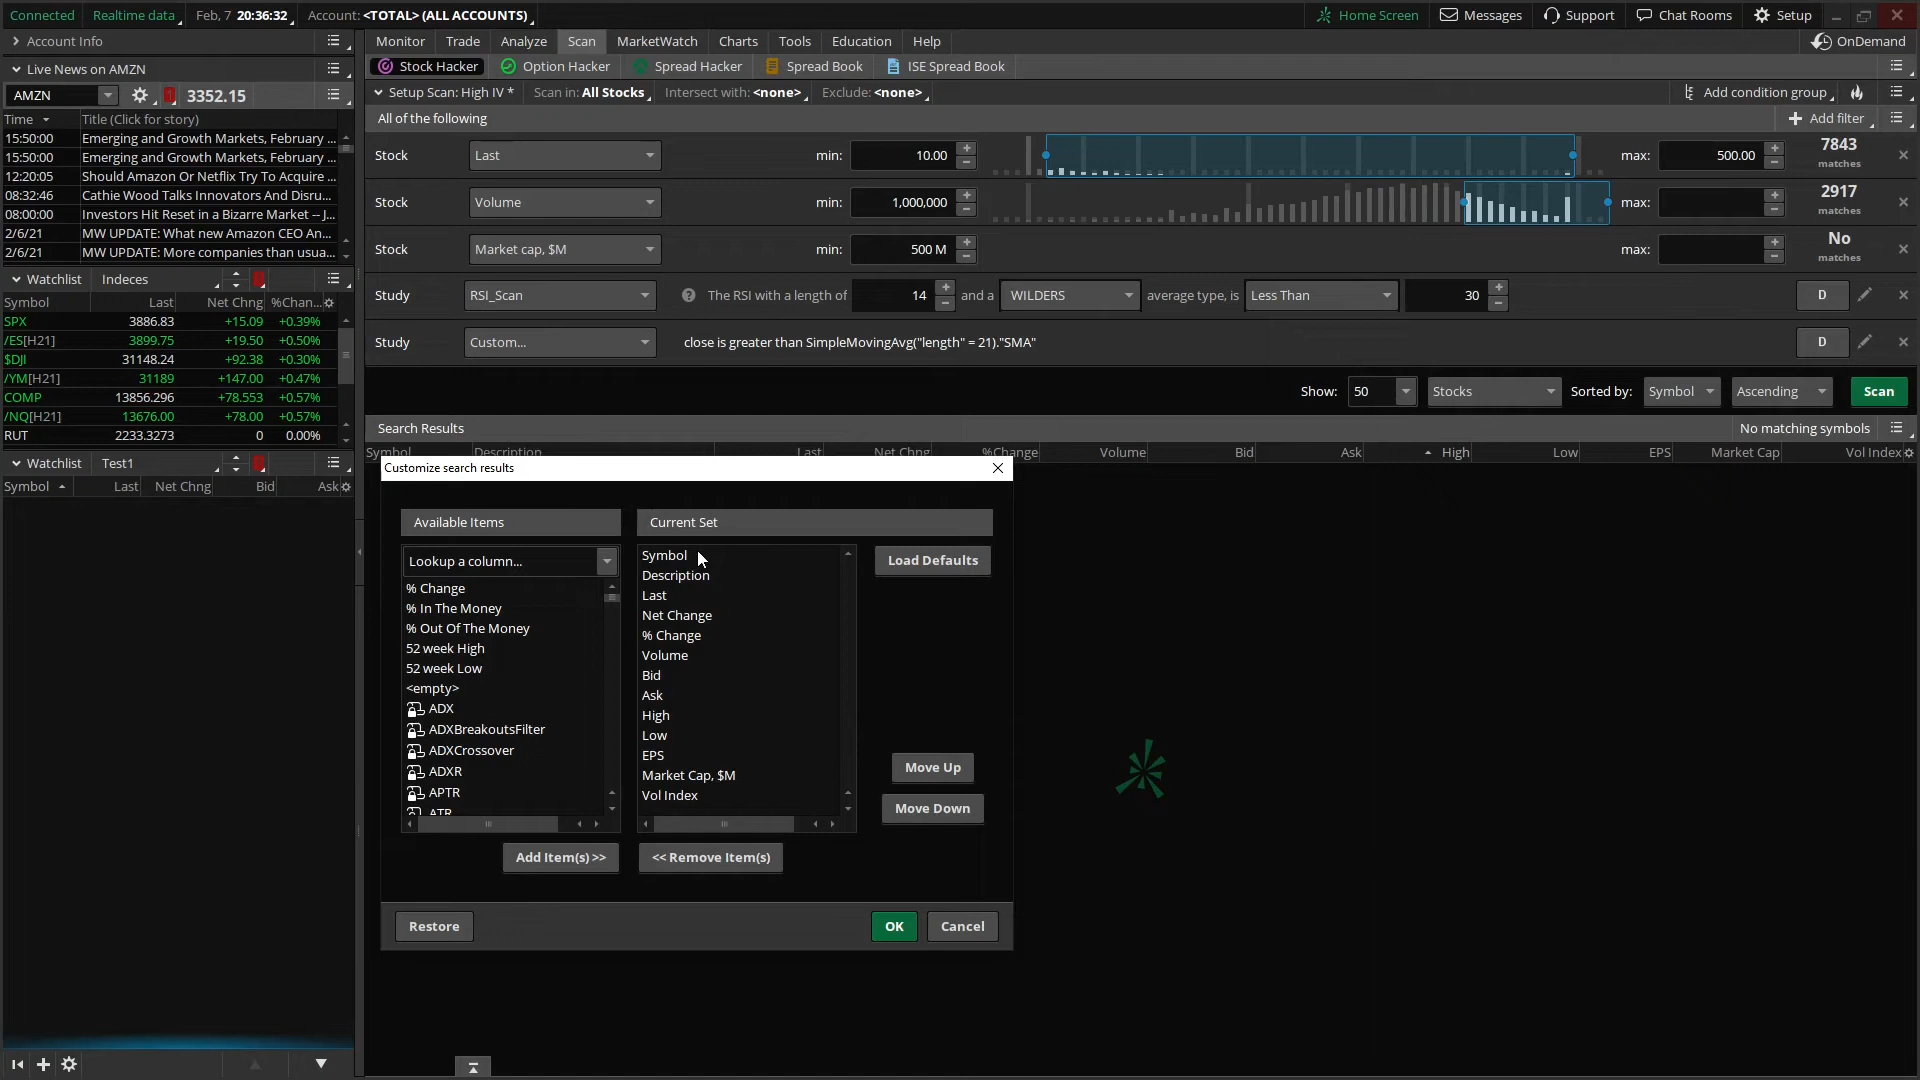 Connected Realtime data Feb, 7 20:36:32 Account: <TOTAL> (ALL ACCOUNTS) Home Screen Messages Support Chat Rooms Setup
Account Info
Monitor Trade Analyze Scan MarketWatch Charts Tools Education Help OnDemand
Live News on AMZN
Stock Hacker Option Hacker Spread Hacker Spread Book ISE Spread Book
AMZN 3352.15
Setup Scan: High IV * Scan in: All Stocks Intersect with: <none> Exclude: <none> Add condition group
Time Title (Click for story)
15:50:00 Emerging and Growth Markets, February ...
15:50:00 Emerging and Growth Markets, February ...
12:20:05 Should Amazon Or Netflix Try To Acquire ...
08:32:46 Cathie Wood Talks Innovators And Disru...
08:00:00 Investors Hit Reset in a Bizarre Market -- J...
2/6/21 MW UPDATE: What new Amazon CEO An...
2/6/21 MW UPDATE: More companies than usua...
All of the following Add filter
Stock Last min: 10.00 max: 500.00 7843 matches
Stock Volume min: 1,000,000 max: 2917 matches
Stock Market cap, $M min: 500 M max: No matches
Study RSI_Scan ? The RSI with a length of 14 and a WILDERS average type, is Less Than 30 D
Study Custom... close is greater than SimpleMovingAvg("length" = 21)."SMA" D
Show: 50 Stocks Sorted by: Symbol Ascending Scan
Watchlist Indeces
Symbol Last Net Chng %Chan...
SPX 3886.83 +15.09 +0.39%
/ES[H21] 3899.75 +19.50 +0.50%
$DJI 31148.24 +92.38 +0.30%
/YM[H21] 31189 +147.00 +0.47%
COMP 13856.296 +78.553 +0.57%
/NQ[H21] 13676.00 +78.00 +0.57%
RUT 2233.3273 0 0.00%
Watchlist Test1
Symbol Last Net Chng Bid Ask
Search Results No matching symbols
Symbol Description Last Net Chng %Change Volume Bid Ask High Low EPS Market Cap Vol Index
Customize search results
Available Items
Lookup a column...
% Change
% In The Money
% Out Of The Money
52 week High
52 week Low
<empty>
ADX
ADXBreakoutsFilter
ADXCrossover
ADXR
APTR
ATR
Add Item(s) >>
Current Set
Symbol
Description
Last
Net Change
% Change
Volume
Bid
Ask
High
Low
EPS
Market Cap, $M
Vol Index
<< Remove Item(s)
Load Defaults
Move Up
Move Down
Restore OK Cancel